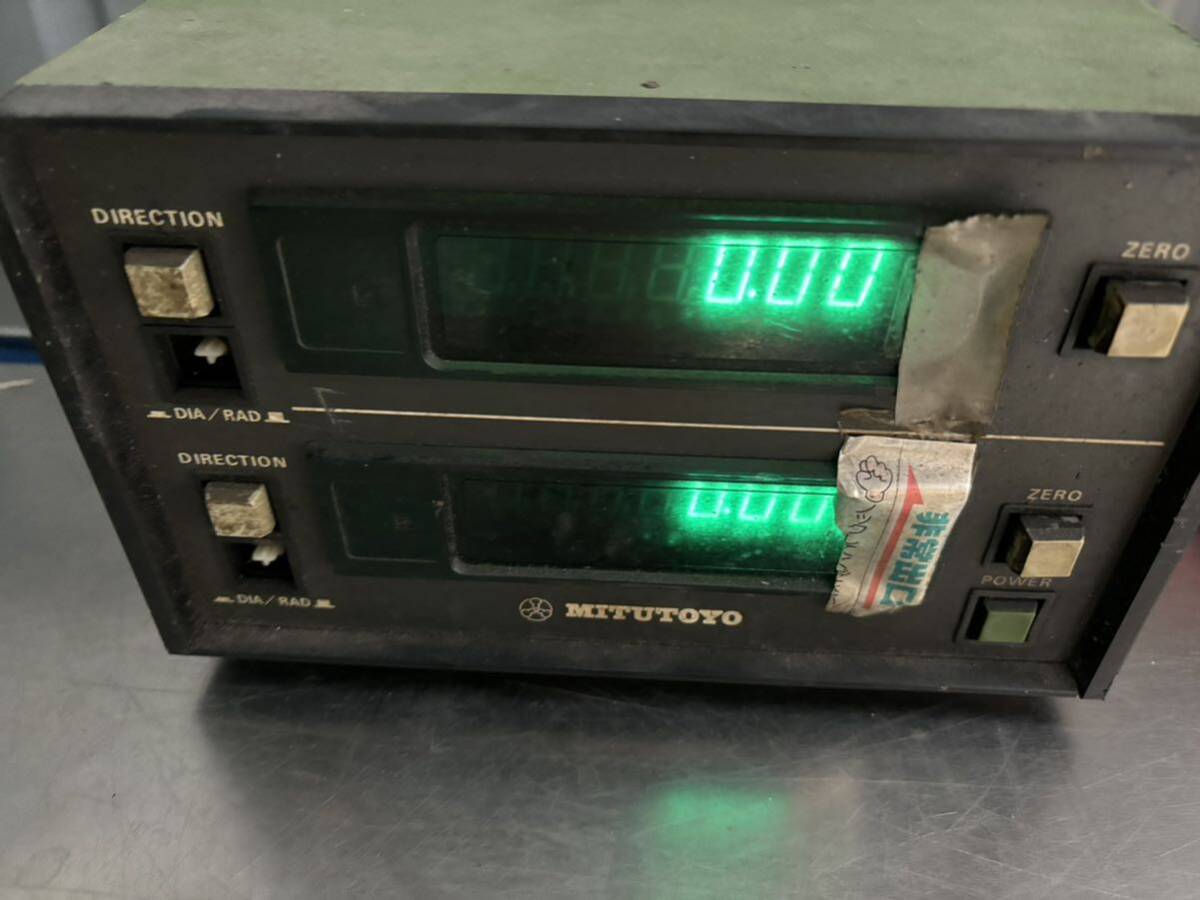 DIRECTION
0.00
ZERO
DIA/RAD
DIRECTION
0.00
ZERO
非常出口
DIA/RAD
POWER
MITUTOYO